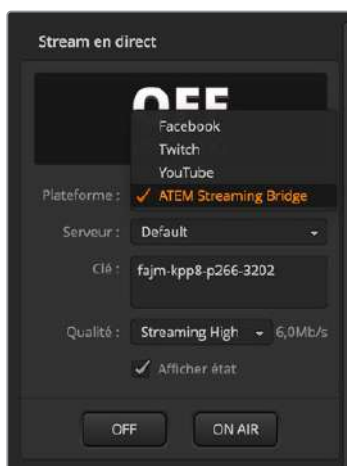 Stream en direct
OFF
Facebook
Twitch
YouTube
Plateforme : ✓ ATEM Streaming Bridge
Serveur : Default
Clé : fajm-kpp8-p266-3202
Qualité : Streaming High 6,0Mb/s
✓ Afficher état
OFF ON AIR